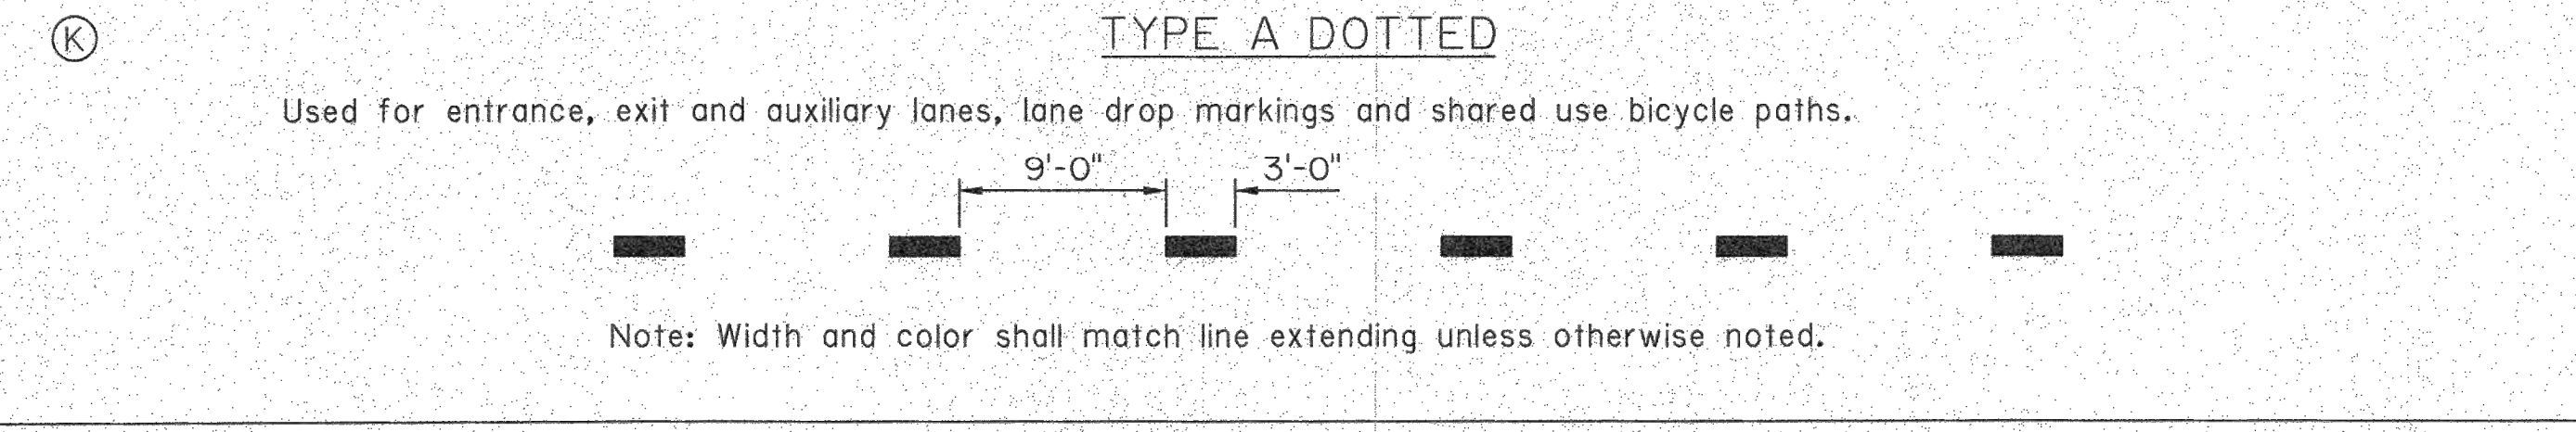 K
TYPE A DOTTED
Used for entrance, exit and auxiliary lanes, lane drop markings and shared use bicycle paths.
9'-0" 3'-0"
Note: Width and color shall match line extending unless otherwise noted.